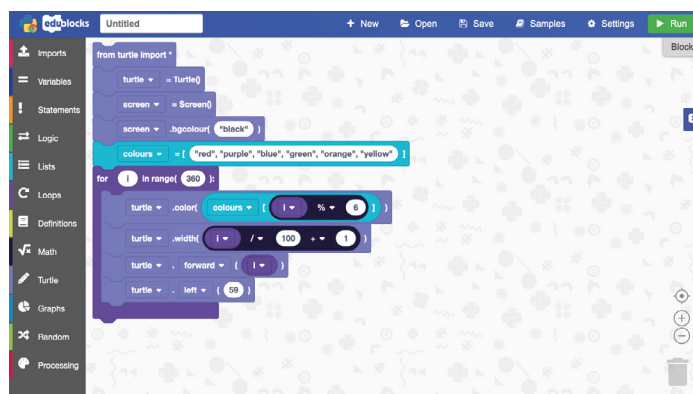 edublocks Untitled + New Open Save Samples Settings Run
Imports
Variables
Statements
Logic
Lists
Loops
Definitions
Math
Turtle
Graphs
Random
Processing
from turtle import *
turtle = Turtle()
screen = Screen()
screen .bgcolour( "black" )
colours = [ "red", "purple", "blue", "green", "orange", "yellow" ]
for i in range( 360 ):
turtle .color( colours [ i % 6 ] )
turtle .width( i / 100 + 1 )
turtle . forward ( i )
turtle . left ( 59 )
Block